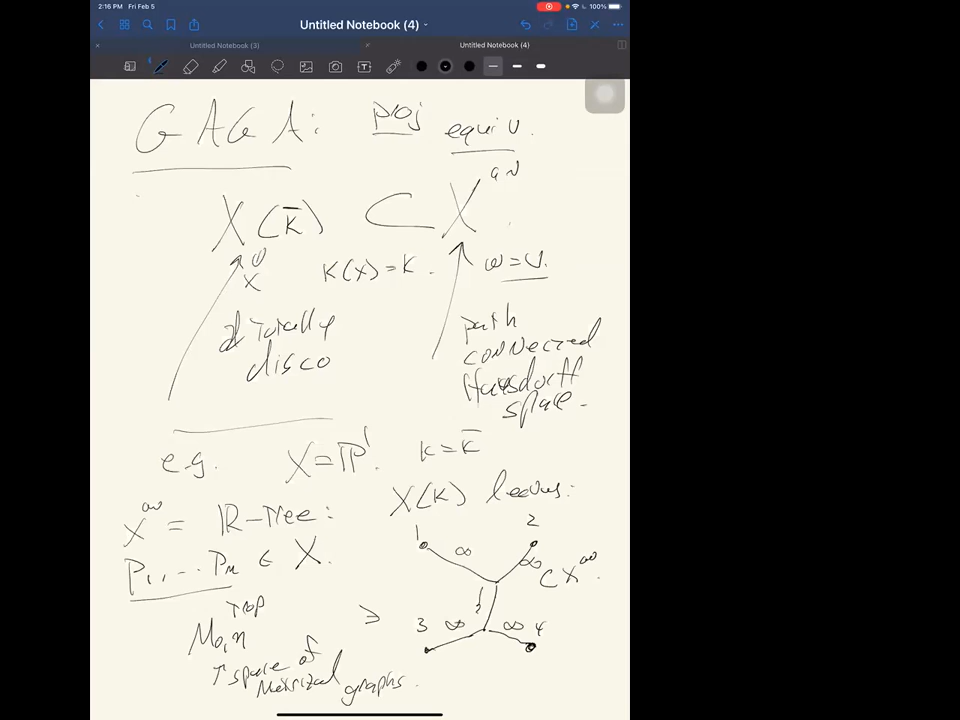 2:16 PM Fri Feb 5
100%
Untitled Notebook (4)
Untitled Notebook (3)
Untitled Notebook (4)
GAGA: proj equiv.
X(k̄) ⊂ X^an
K(x)=K. w=v.
totally disco
path connected Hausdorff space.
e.g. X=ℙ¹. k=k̄
X(k) leaves:
X^an = ℝ-tree:
P₁, ... Pₙ ∈ X.
1 ∞ 2 ∞ ⊂ X^an.
3 ∞ ∞ 4
M₀,ₙ^trop ∋
↑ space of
metrized graphs.